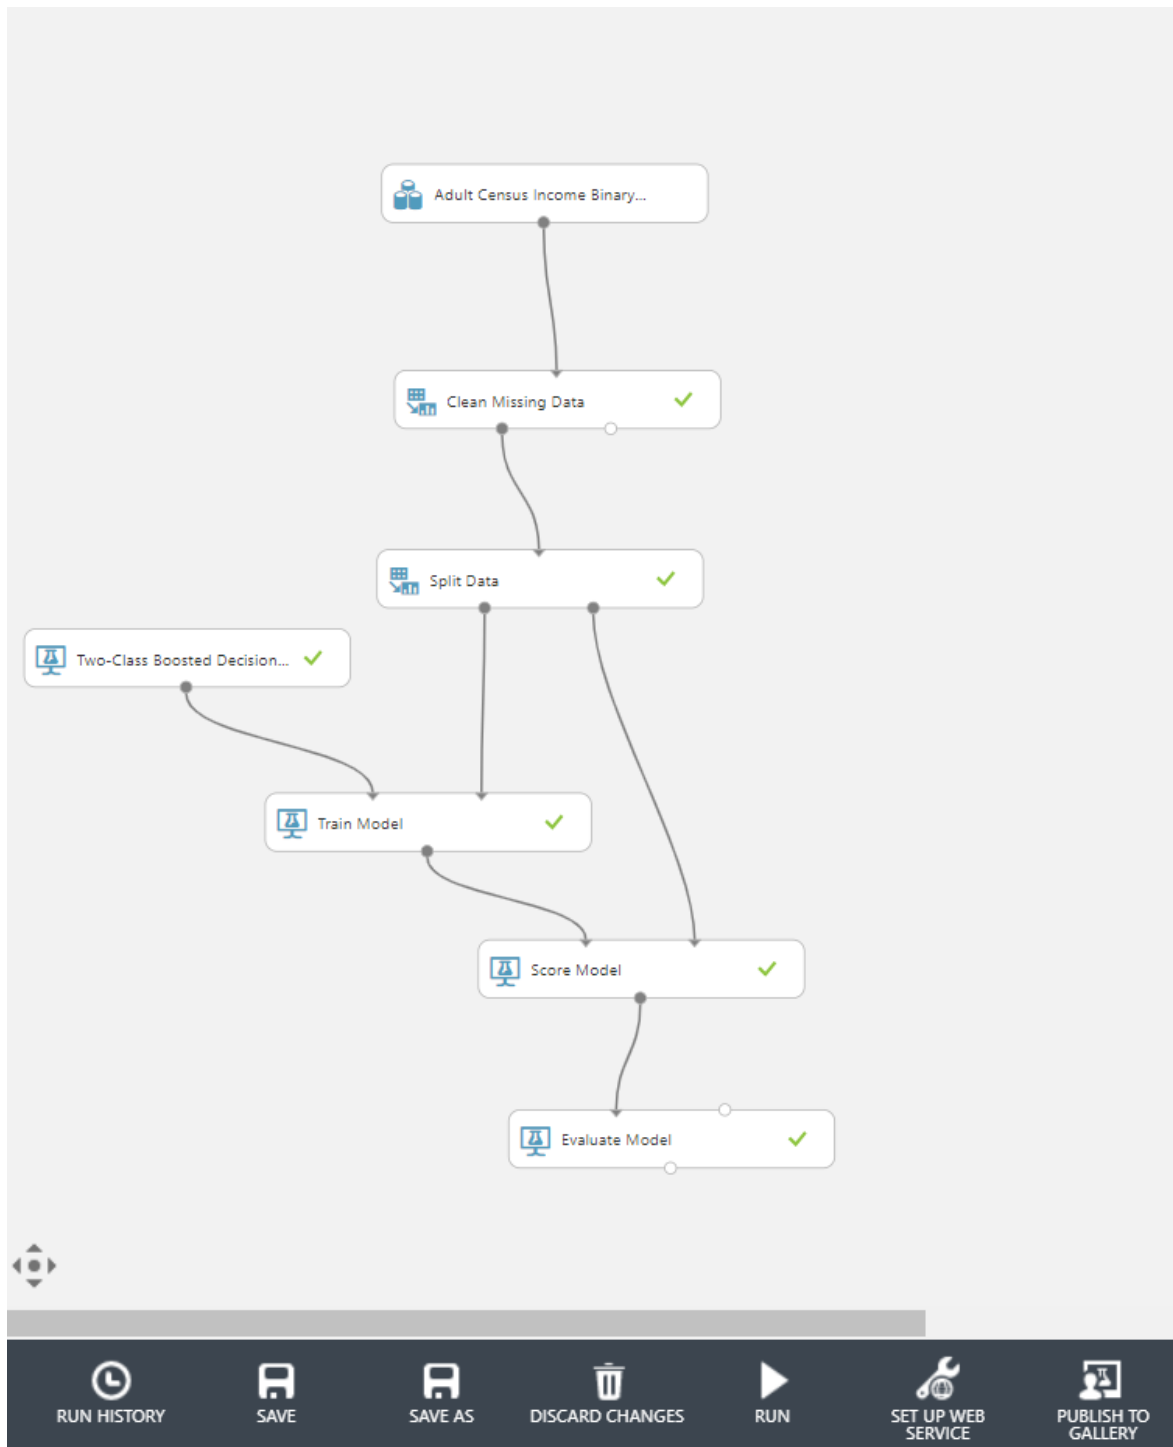 Adult Census Income Binary...
Clean Missing Data
Split Data
Two-Class Boosted Decision...
Train Model
Score Model
Evaluate Model
RUN HISTORY
SAVE
SAVE AS
DISCARD CHANGES
RUN
SET UP WEB
SERVICE
PUBLISH TO
GALLERY